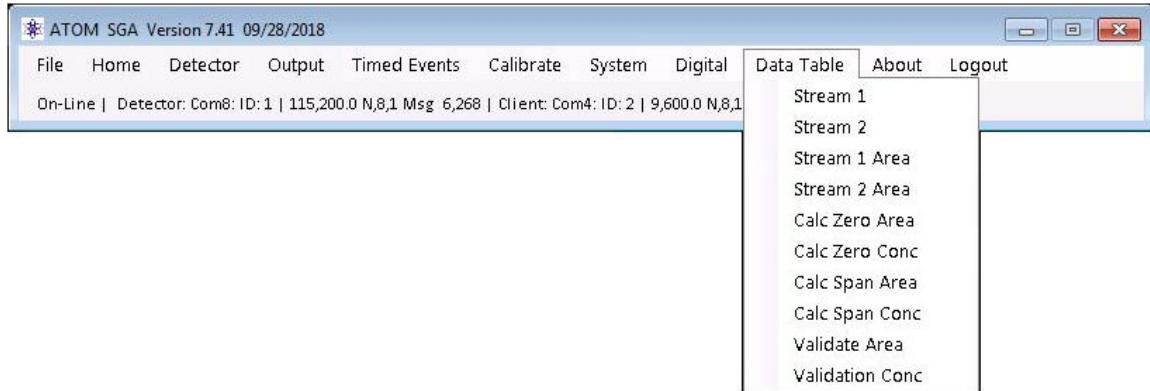 ATOM SGA Version 7.41 09/28/2018
File Home Detector Output Timed Events Calibrate System Digital Data Table About Logout
On-Line | Detector: Com8: ID: 1 | 115,200.0 N,8,1 Msg 6,268 | Client: Com4: ID: 2 | 9,600.0 N,8,1
Stream 1
Stream 2
Stream 1 Area
Stream 2 Area
Calc Zero Area
Calc Zero Conc
Calc Span Area
Calc Span Conc
Validate Area
Validation Conc